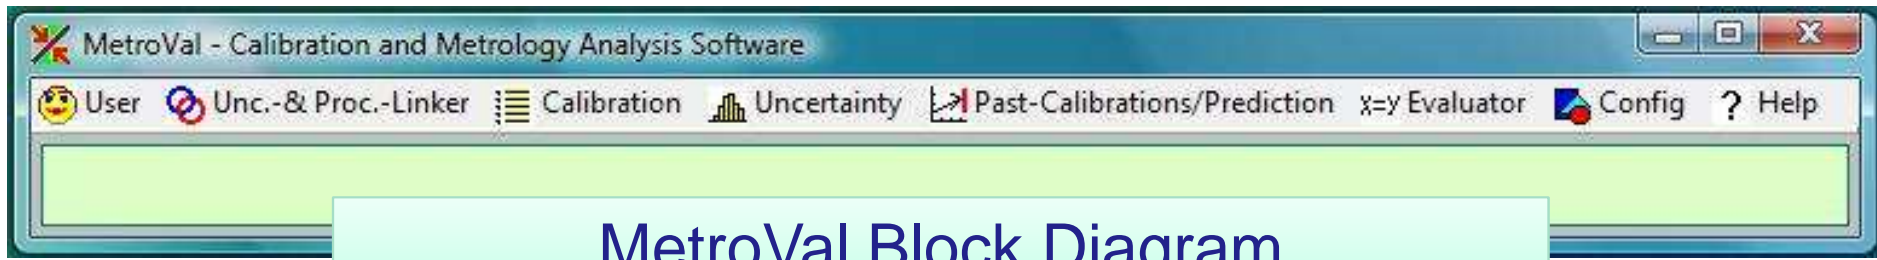 MetroVal - Calibration and Metrology Analysis Software
User Unc.-& Proc.-Linker Calibration Uncertainty Past-Calibrations/Prediction x=y Evaluator Config ? Help
MetroVal Block Diagram